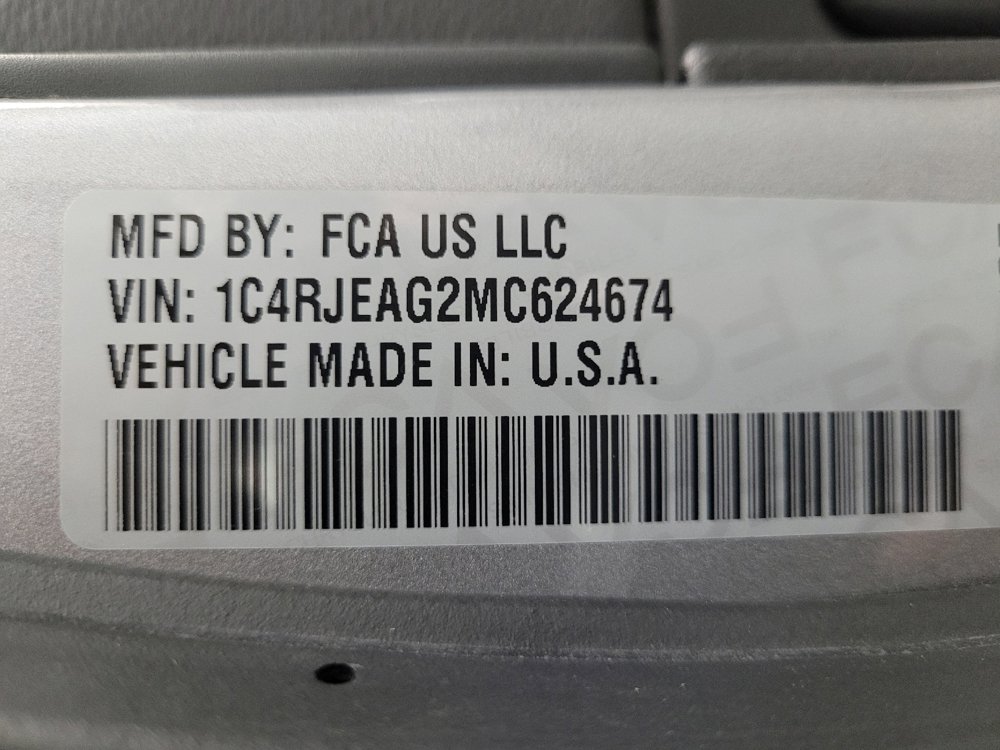 MFD BY: FCA US LLC
VIN: 1C4RJEAG2MC624674
VEHICLE MADE IN: U.S.A.